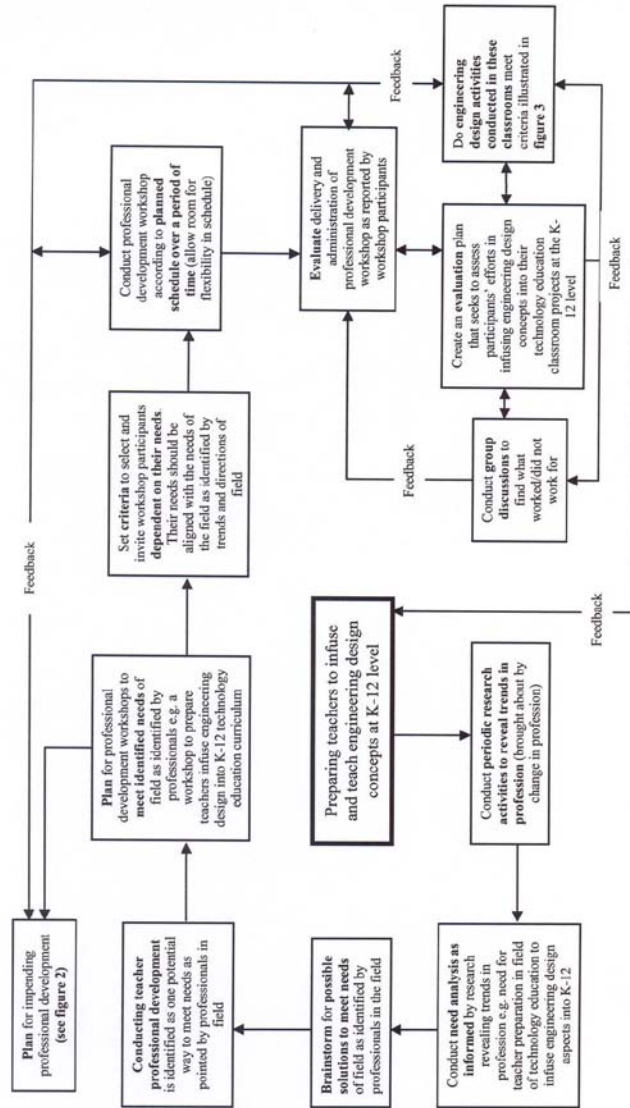 Plan for impending
professional development
(see figure 2)
Feedback
Conducting teacher
professional development
is identified as one potential
way to meet needs as
pointed by professionals in
field
Plan for professional
development workshops to
meet identified needs of
field as identified by
professionals e.g. a
workshop to prepare
teachers infuse engineering
design into K-12 technology
education curriculum
Set criteria to select and
invite workshop participants
dependent on their needs.
Their needs should be
aligned with the needs of
the field as identified by
trends and directions of
field
Conduct professional
development workshop
according to planned
schedule over a period of
time (allow room for
flexibility in schedule)
Brainstorm for possible
solutions to meet needs
of field as identified by
professionals in the field
Preparing teachers to infuse
and teach engineering design
concepts at K-12 level
Evaluate delivery and
administration of
professional development
workshop as reported by
workshop participants
Feedback
Feedback
Conduct need analysis as
informed by research
revealing trends in
profession e.g. need for
teacher preparation in field
of technology education to
infuse engineering design
aspects into K-12
Conduct periodic research
activities to reveal trends in
profession (brought about by
change in profession)
Conduct group
discussions to
find what
worked/did not
work for
Create an evaluation plan
that seeks to assess
participants' efforts in
infusing engineering design
concepts into their
technology education
classroom projects at the K-
12 level
Do engineering
design activities
conducted in these
classrooms meet
criteria illustrated in
figure 3
Feedback
Feedback